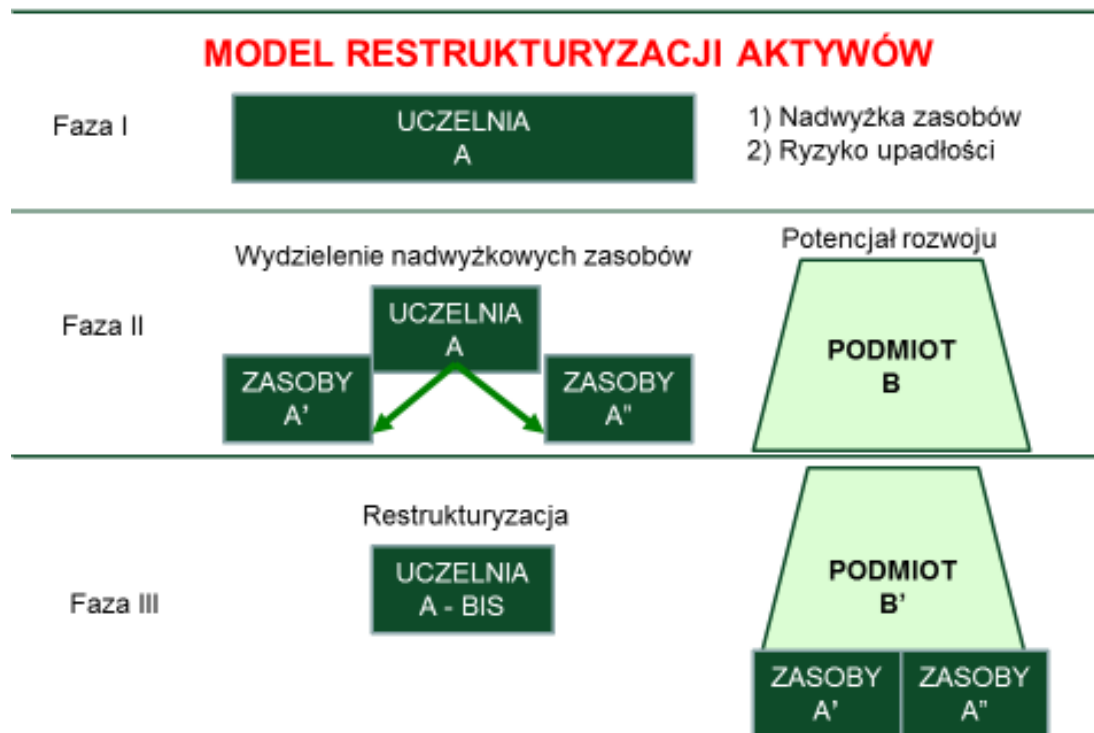 MODEL RESTRUKTURYZACJI AKTYWÓW
Faza I
UCZELNIA
A
1) Nadwyżka zasobów
2) Ryzyko upadłości
Wydzielenie nadwyżkowych zasobów
Potencjał rozwoju
Faza II
UCZELNIA
A
ZASOBY
A'
ZASOBY
A"
PODMIOT
B
Restrukturyzacja
Faza III
UCZELNIA
A - BIS
PODMIOT
B'
ZASOBY
A'
ZASOBY
A"